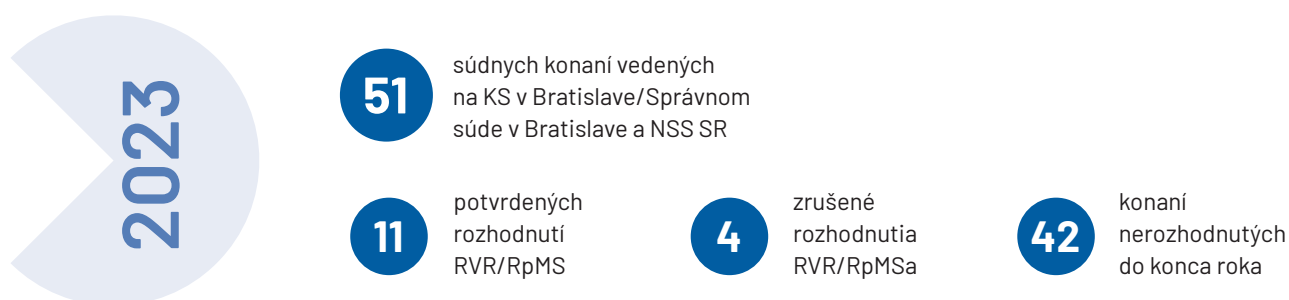 2023
51
súdnych konaní vedených
na KS v Bratislave/Správnom
súde v Bratislave a NSS SR
11
potvrdených
rozhodnutí
RVR/RpMS
4
zrušené
rozhodnutia
RVR/RpMSa
42
konaní
nerozhodnutých
do konca roka